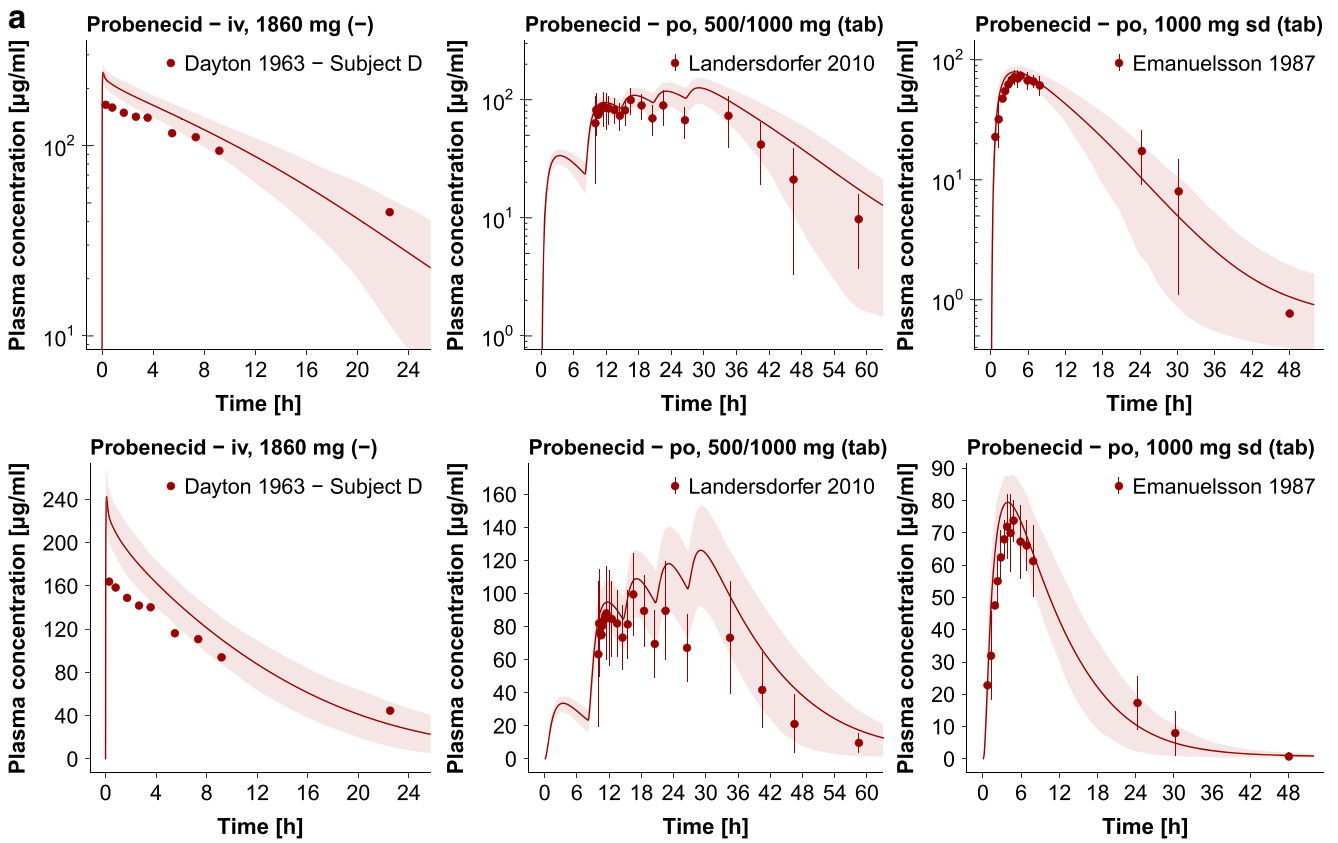 a
Probenecid − iv, 1860 mg (−)
Dayton 1963 − Subject D
Plasma concentration [µg/ml]
10²
10¹
0 4 8 12 16 20 24
Time [h]
Probenecid − po, 500/1000 mg (tab)
Landersdorfer 2010
Plasma concentration [µg/ml]
10²
10¹
10⁰
0 6 12 18 24 30 36 42 48 54 60
Time [h]
Probenecid − po, 1000 mg sd (tab)
Emanuelsson 1987
Plasma concentration [µg/ml]
10²
10¹
10⁰
0 6 12 18 24 30 36 42 48
Time [h]
Probenecid − iv, 1860 mg (−)
Dayton 1963 − Subject D
Plasma concentration [µg/ml]
240
200
160
120
80
40
0
0 4 8 12 16 20 24
Time [h]
Probenecid − po, 500/1000 mg (tab)
Landersdorfer 2010
Plasma concentration [µg/ml]
160
140
120
100
80
60
40
20
0
0 6 12 18 24 30 36 42 48 54 60
Time [h]
Probenecid − po, 1000 mg sd (tab)
Emanuelsson 1987
Plasma concentration [µg/ml]
90
80
70
60
50
40
30
20
10
0
0 6 12 18 24 30 36 42 48
Time [h]